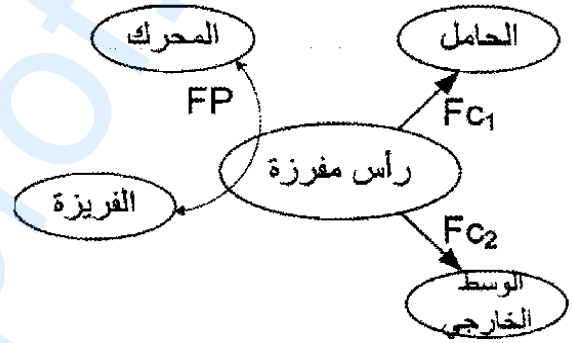 المحرك
الحامل
FP
Fc1
رأس مفرزة
الفريزة
Fc2
الوسط
الخارجي